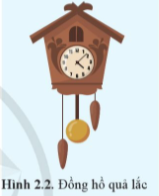 Hình 2.2. Đồng hồ quả lắc